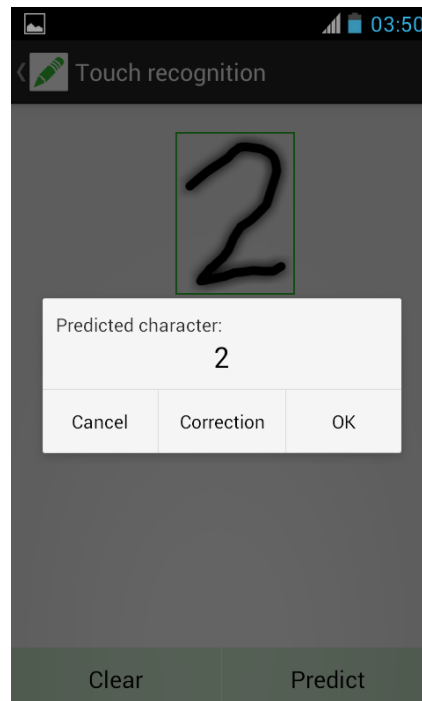 03:50
Touch recognition
2
Predicted character:
2
Cancel Correction OK
Clear Predict